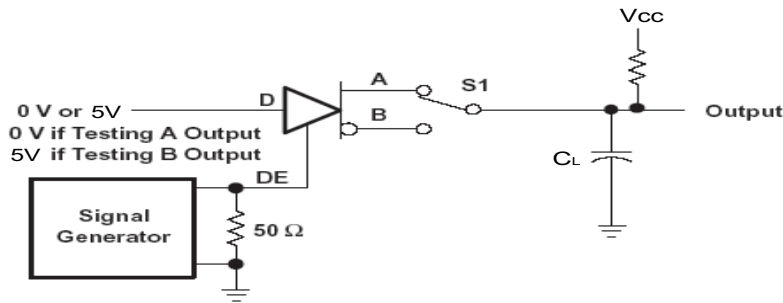 Vcc
A
S1
D
0 V or 5V
B
Output
0 V if Testing A Output
5V if Testing B Output
CL
DE
Signal
Generator
50 Ω